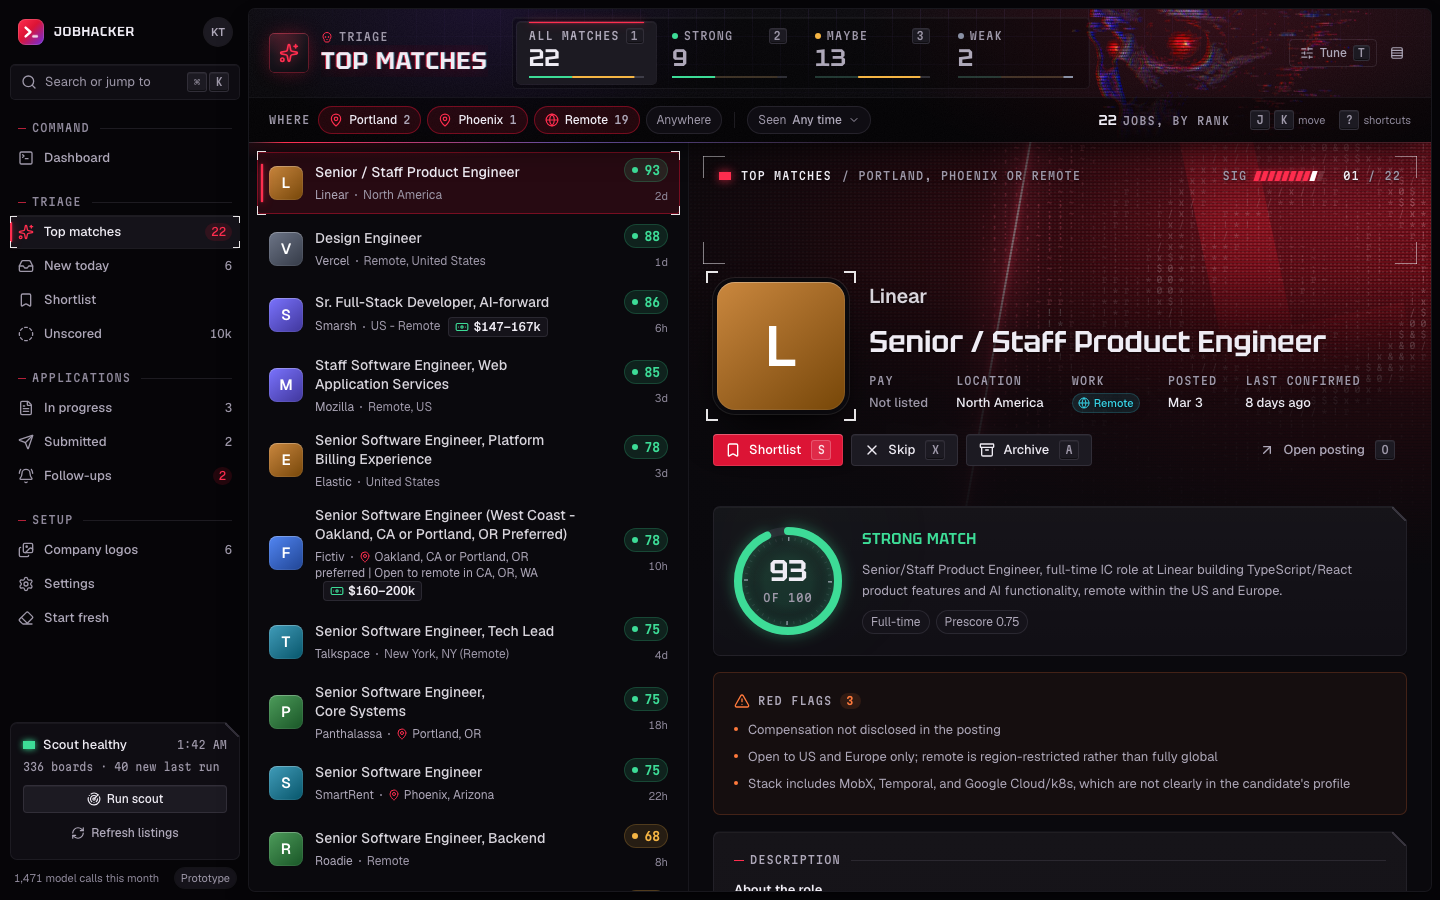 JOBHACKER
KT
Search or jump to
⌘ K
COMMAND
Dashboard
TRIAGE
Top matches 22
New today 6
Shortlist
Unscored 10k
APPLICATIONS
In progress 3
Submitted 2
Follow-ups 2
SETUP
Company logos 6
Settings
Start fresh
Scout healthy 1:42 AM
336 boards · 40 new last run
Run scout
Refresh listings
1,471 model calls this month Prototype
TRIAGE
TOP MATCHES
ALL MATCHES 1
22
STRONG 2
9
MAYBE 3
13
WEAK
2
Tune T
WHERE Portland 2 Phoenix 1 Remote 19 Anywhere Seen Any time
22 JOBS, BY RANK J K move ? shortcuts
L
Senior / Staff Product Engineer 93
Linear · North America 2d
V
Design Engineer 88
Vercel · Remote, United States 1d
S
Sr. Full-Stack Developer, AI-forward 86
Smarsh · US - Remote $147–167k 6h
M
Staff Software Engineer, Web
Application Services 85
Mozilla · Remote, US 3d
E
Senior Software Engineer, Platform
Billing Experience 78
Elastic · United States 3d
F
Senior Software Engineer (West Coast -
Oakland, CA or Portland, OR Preferred) 78
Fictiv · Oakland, CA or Portland, OR
preferred | Open to remote in CA, OR, WA 10h
$160–200k
T
Senior Software Engineer, Tech Lead 75
Talkspace · New York, NY (Remote) 4d
P
Senior Software Engineer,
Core Systems 75
Panthalassa · Portland, OR 18h
S
Senior Software Engineer 75
SmartRent · Phoenix, Arizona 22h
R
Senior Software Engineer, Backend 68
Roadie · Remote 8h
TOP MATCHES / PORTLAND, PHOENIX OR REMOTE SIG 01 / 22
L
Linear
Senior / Staff Product Engineer
PAY LOCATION WORK POSTED LAST CONFIRMED
Not listed North America Remote Mar 3 8 days ago
Shortlist S Skip X Archive A Open posting O
93
OF 100
STRONG MATCH
Senior/Staff Product Engineer, full-time IC role at Linear building TypeScript/React
product features and AI functionality, remote within the US and Europe.
Full-time Prescore 0.75
RED FLAGS 3
• Compensation not disclosed in the posting
• Open to US and Europe only; remote is region-restricted rather than fully global
• Stack includes MobX, Temporal, and Google Cloud/k8s, which are not clearly in the candidate's profile
DESCRIPTION
About the role